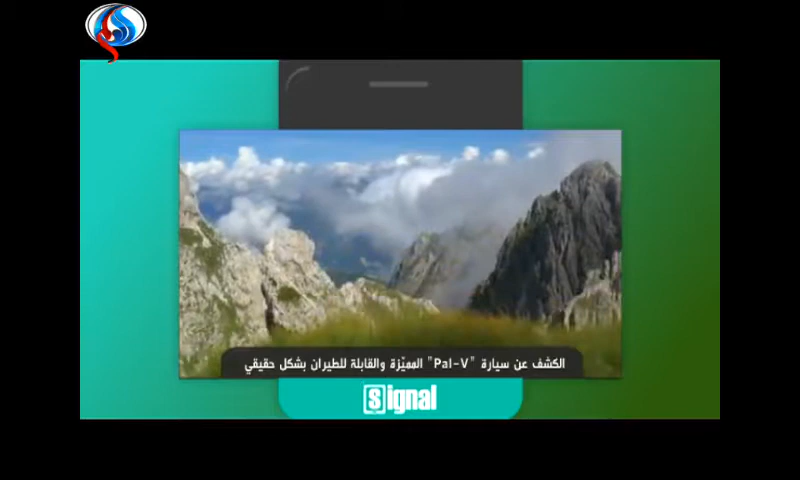 الكشف عن سيارة "Pal-V" المميّزة والقابلة للطيران بشكل حقيقي
signal